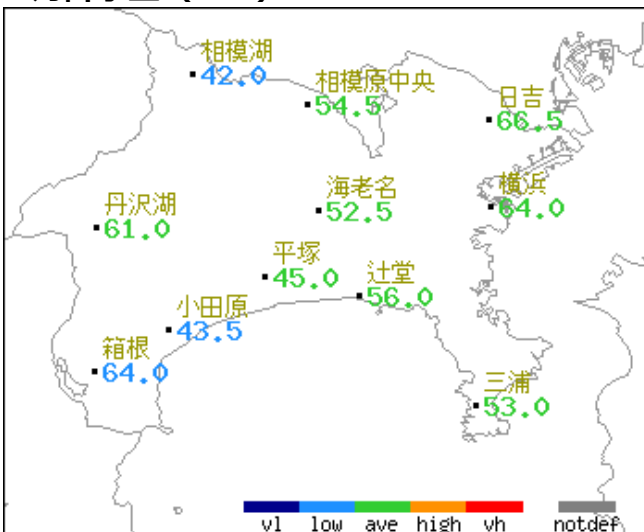 相模湖
42.0
相模原中央
54.5
日吉
66.5
丹沢湖
61.0
海老名
52.5
横浜
64.0
平塚
45.0
辻堂
56.0
小田原
43.5
箱根
64.0
三浦
53.0
vl low ave high vh notdef